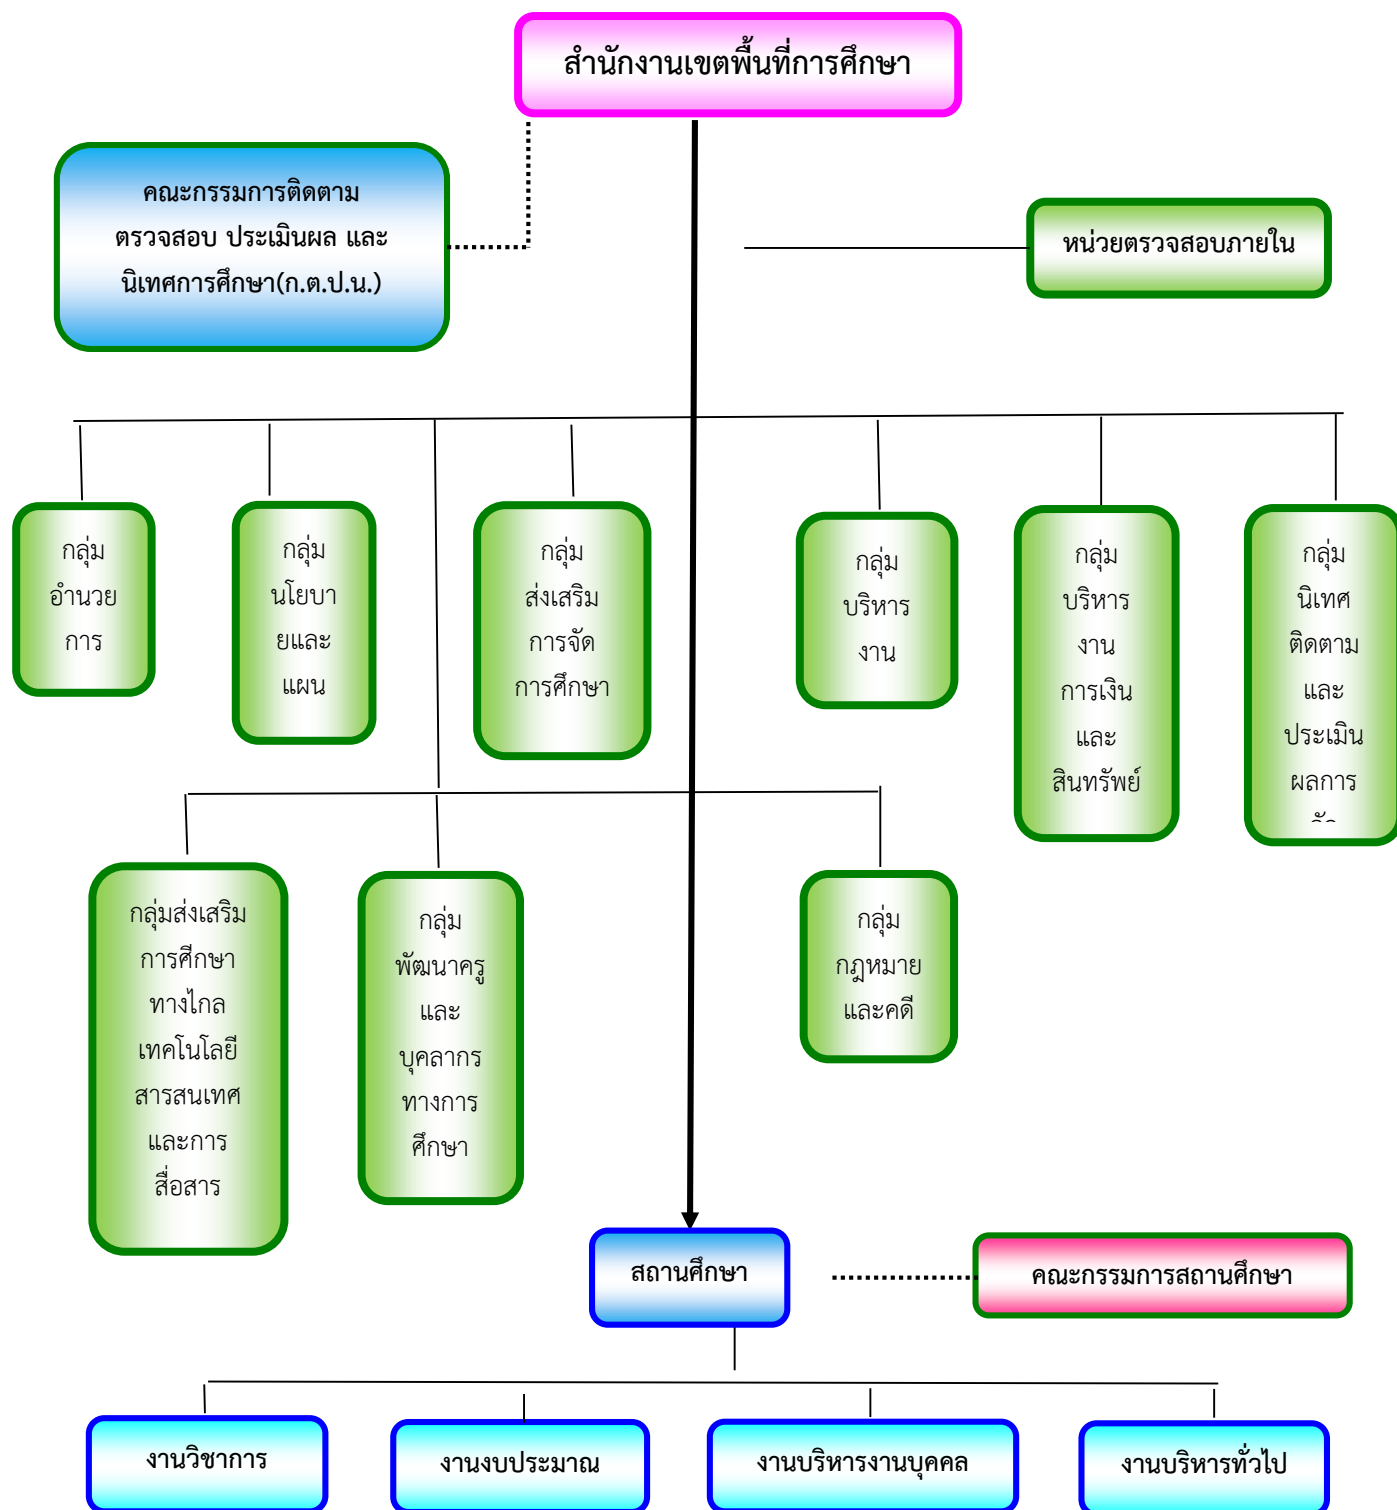 สำนักงานเขตพื้นที่การศึกษา
คณะกรรมการติดตาม
ตรวจสอบ ประเมินผล และ
นิเทศการศึกษา(ก.ต.ป.น.)
หน่วยตรวจสอบภายใน
กลุ่ม
อำนวย
การ
กลุ่ม
นโยบา
ยและ
แผน
กลุ่ม
ส่งเสริม
การจัด
การศึกษา
กลุ่ม
บริหาร
งาน
กลุ่ม
บริหาร
งาน
การเงิน
และ
สินทรัพย์
กลุ่ม
นิเทศ
ติดตาม
และ
ประเมิน
ผลการ
กลุ่มส่งเสริม
การศึกษา
ทางไกล
เทคโนโลยี
สารสนเทศ
และการ
สื่อสาร
กลุ่ม
พัฒนาครู
และ
บุคลากร
ทางการ
ศึกษา
กลุ่ม
กฎหมาย
และคดี
สถานศึกษา
คณะกรรมการสถานศึกษา
งานวิชาการ
งานงบประมาณ
งานบริหารงานบุคคล
งานบริหารทั่วไป